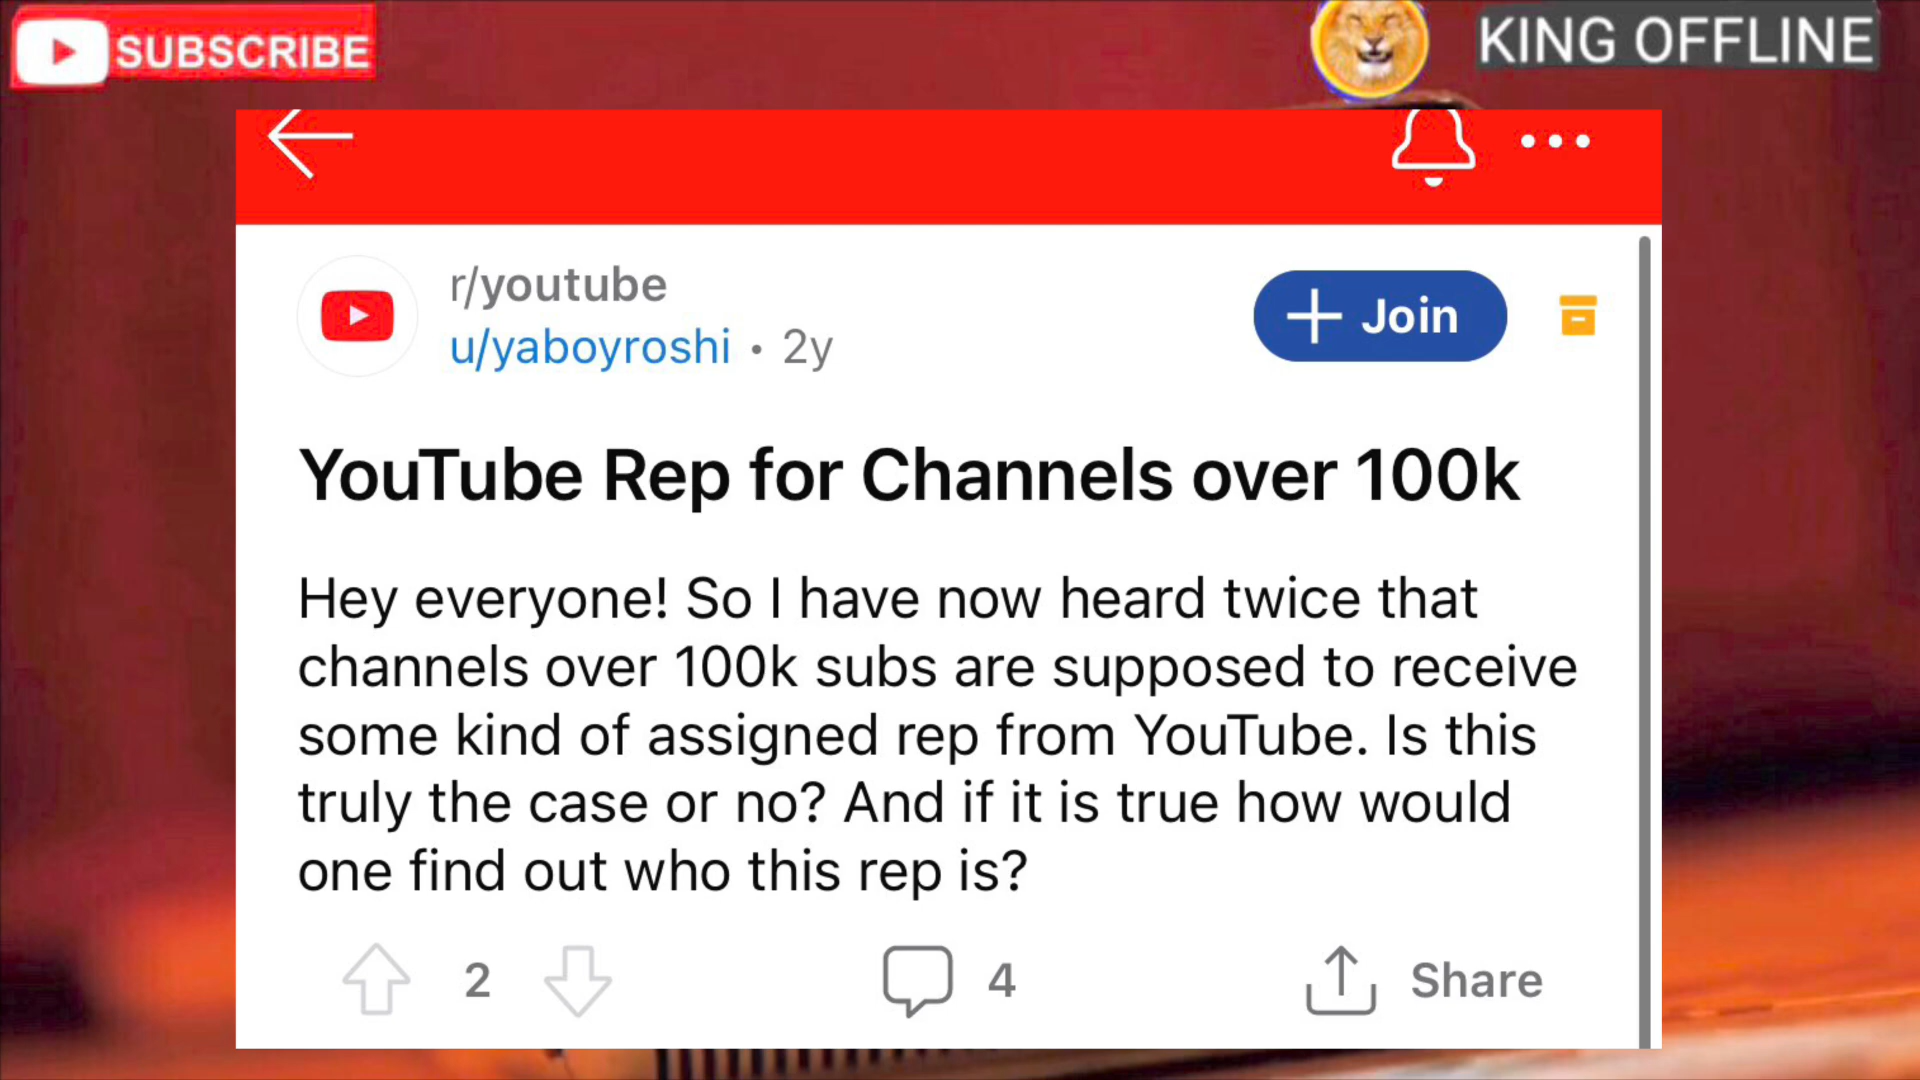 SUBSCRIBE
KING OFFLINE
r/youtube
u/yaboyroshi • 2y
+ Join
YouTube Rep for Channels over 100k
Hey everyone! So I have now heard twice that
channels over 100k subs are supposed to receive
some kind of assigned rep from YouTube. Is this
truly the case or no? And if it is true how would
one find out who this rep is?
2
4
Share